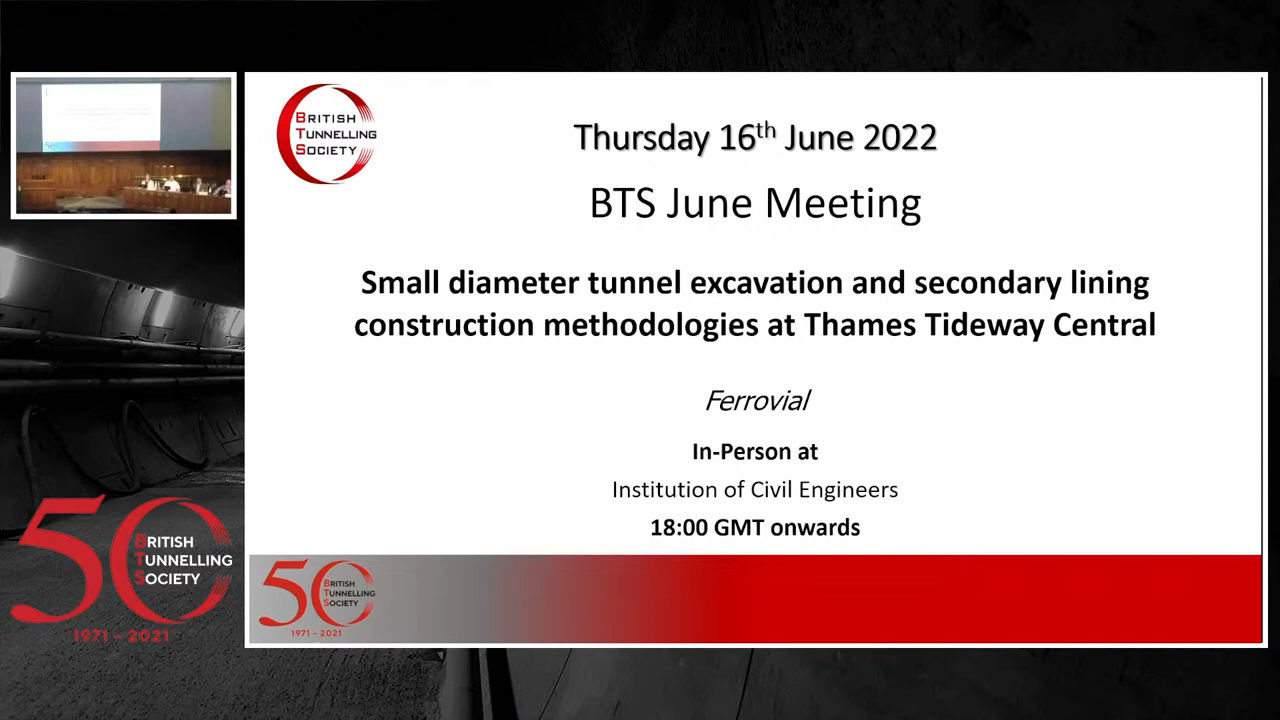 BRITISH
TUNNELLING
SOCIETY
Thursday 16th June 2022
BTS June Meeting
Small diameter tunnel excavation and secondary lining
construction methodologies at Thames Tideway Central
Ferrovial
In-Person at
Institution of Civil Engineers
18:00 GMT onwards
50
BRITISH
TUNNELLING
SOCIETY
1971 - 2021
50
BRITISH
TUNNELLING
SOCIETY
1971 - 2021